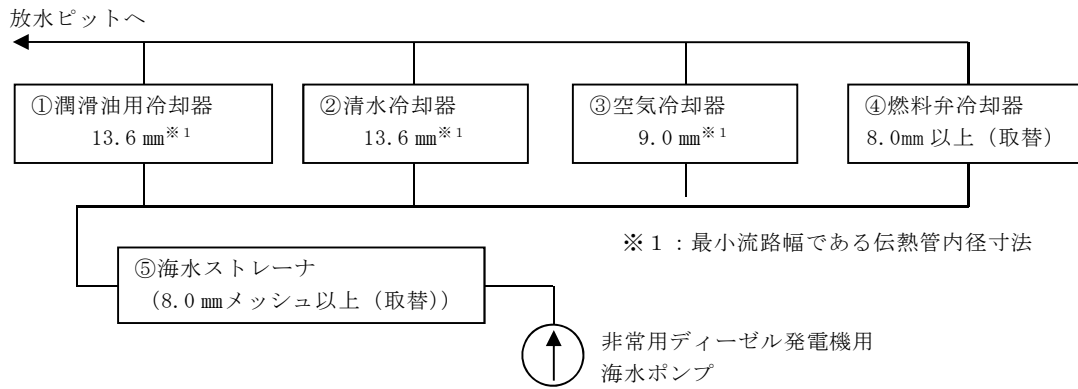 放水ピットへ
①潤滑油用冷却器
13.6 ㎜※1
②清水冷却器
13.6 ㎜※1
③空気冷却器
9.0 ㎜※1
④燃料弁冷却器
8.0mm 以上（取替）
※1：最小流路幅である伝熱管内径寸法
⑤海水ストレーナ
（8.0 ㎜メッシュ以上（取替））
非常用ディーゼル発電機用
海水ポンプ